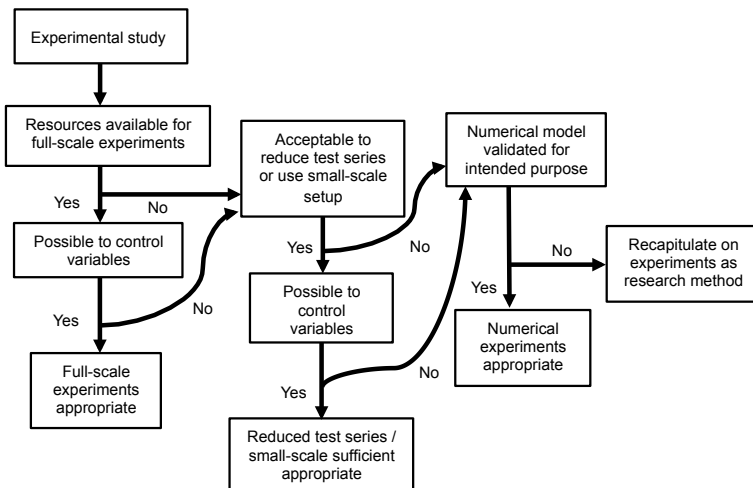 Experimental study
Resources available for
full-scale experiments
Yes
No
Possible to control
variables
Yes
No
Full-scale
experiments
appropriate
Acceptable to
reduce test series
or use small-scale
setup
Yes
No
Possible to
control
variables
Yes
No
Reduced test series /
small-scale sufficient
appropriate
Numerical model
validated for
intended purpose
No
Yes
Recapitulate on
experiments as
research method
Numerical
experiments
appropriate